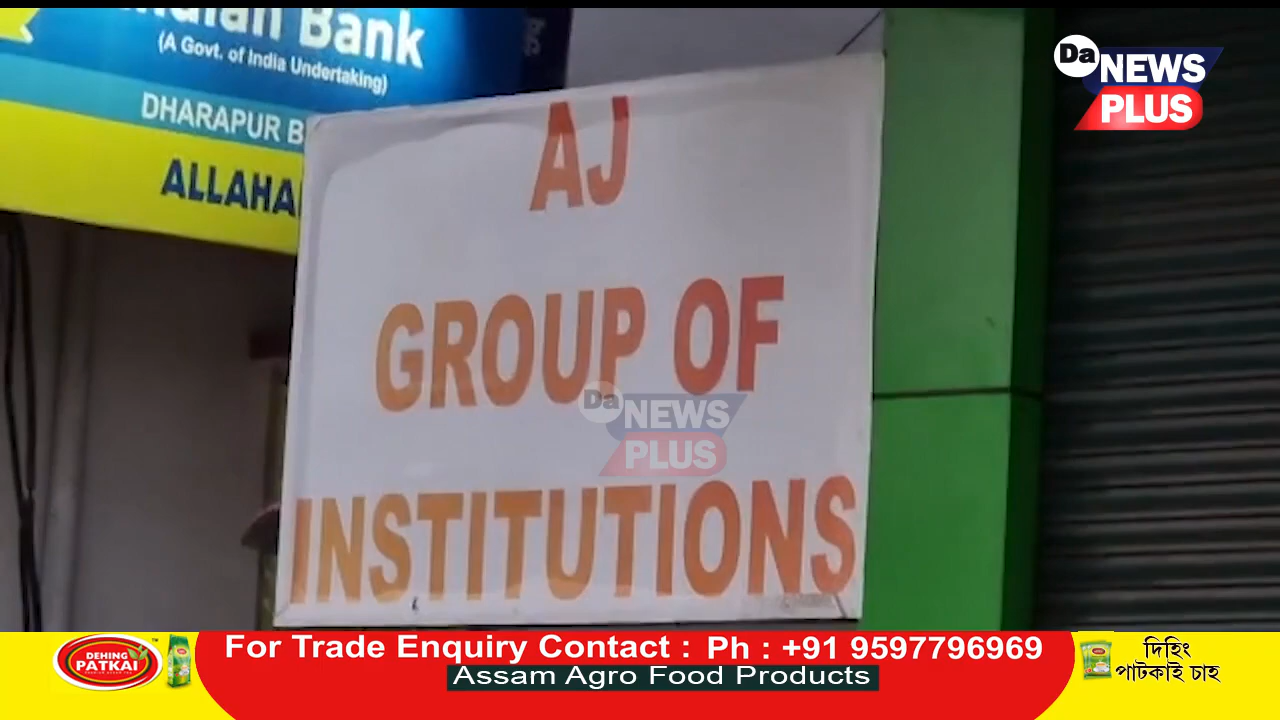 Indian Bank
(A Govt. of India Undertaking)
DHARAPUR B
ALLAHA
AJ
GROUP OF
INSTITUTIONS
Da NEWS
PLUS
Da NEWS
PLUS
DEHING
PATKAI
For Trade Enquiry Contact : Ph : +91 9597796969
Assam Agro Food Products
দিহিং
পাটকাই চাহ